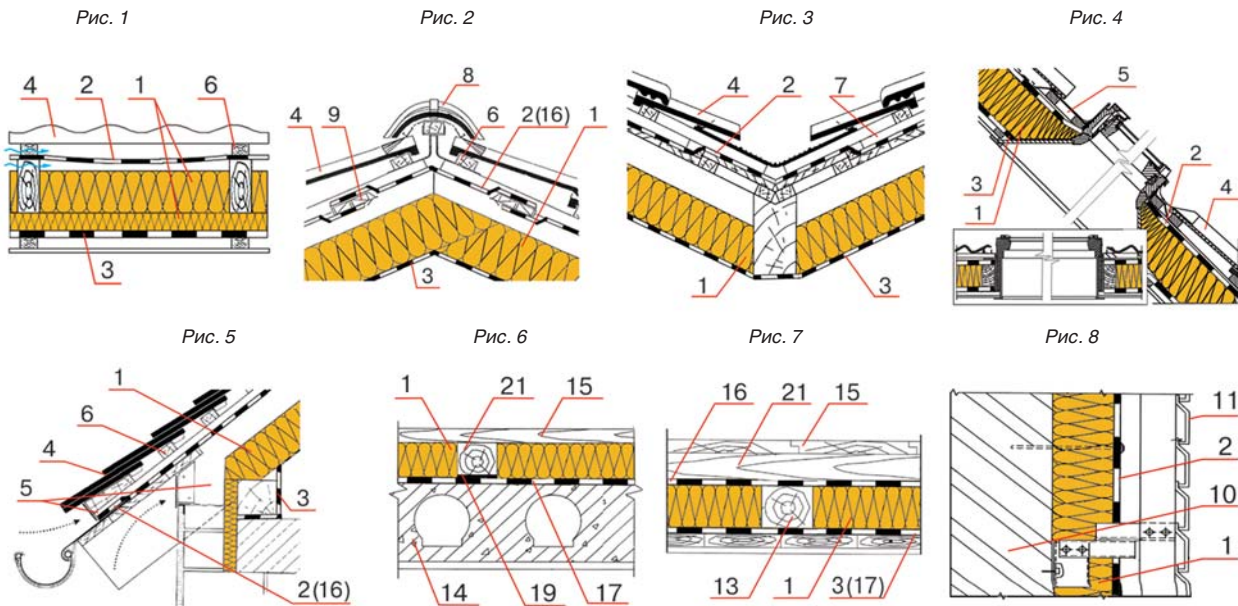 Рис. 1
Рис. 2
Рис. 3
Рис. 4
4 2 1 6
3
8
4 9 6 2(16) 1
3
4 2 7
1 3
5
3 2
1 4
Рис. 5
Рис. 6
Рис. 7
Рис. 8
1
6
4
5
3
2(16)
1 21 15
14 19 17
16 21 15
13 1 3(17)
11
2
10
1